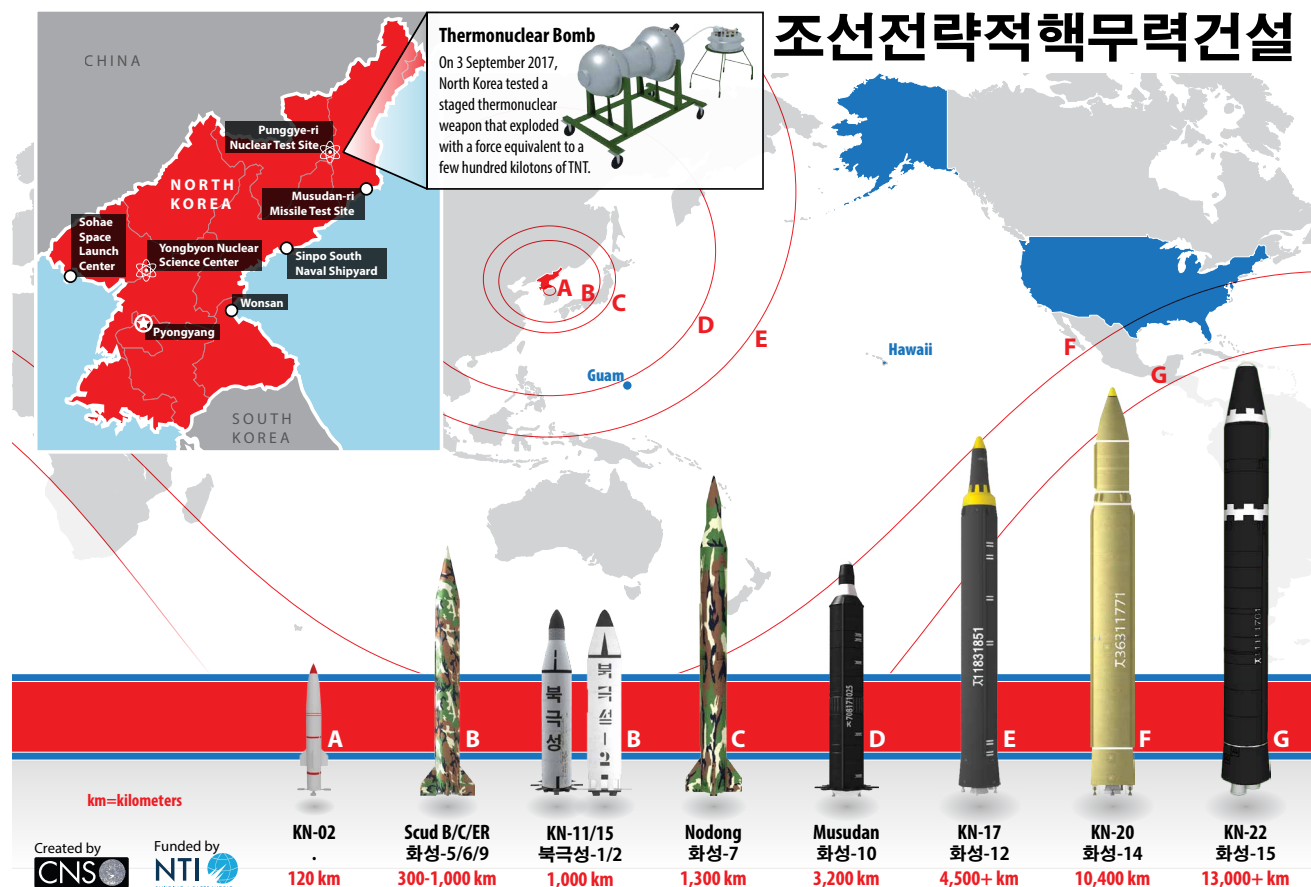 조선전략적핵무력건설
CHINA
Punggye-ri
Nuclear Test Site
NORTH
KOREA
Musudan-ri
Missile Test Site
Sohae
Space
Launch
Center
Yongbyon Nuclear
Science Center
Sinpo South
Naval Shipyard
Wonsan
Pyongyang
SOUTH
KOREA
Thermonuclear Bomb
On 3 September 2017,
North Korea tested a
staged thermonuclear
weapon that exploded
with a force equivalent to a
few hundred kilotons of TNT.
A
B
C
D
E
F
G
Guam
Hawaii
북극성
북극성-2
ㅈ708171025
ㅈ11831851
ㅈ36311771
A
B
B
C
D
E
F
G
km=kilometers
Created by
CNS
Funded by
NTI
KN-02
.
120 km
Scud B/C/ER
화성-5/6/9
300-1,000 km
KN-11/15
북극성-1/2
1,000 km
Nodong
화성-7
1,300 km
Musudan
화성-10
3,200 km
KN-17
화성-12
4,500+ km
KN-20
화성-14
10,400 km
KN-22
화성-15
13,000+ km